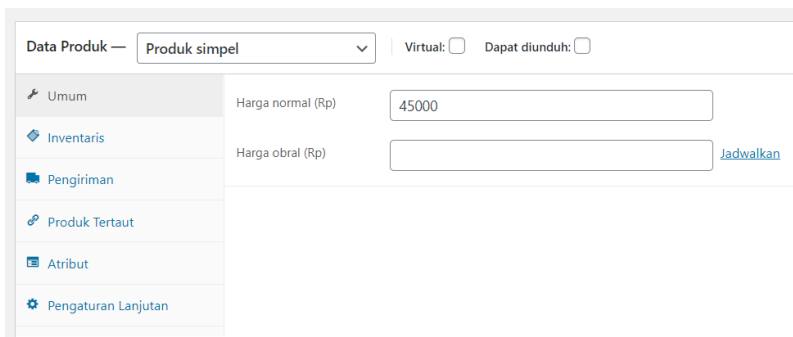 Data Produk — Produk simpel Virtual: Dapat diunduh:
Umum
Harga normal (Rp) 45000
Inventaris
Harga obral (Rp) Jadwalkan
Pengiriman
Produk Tertaut
Atribut
Pengaturan Lanjutan